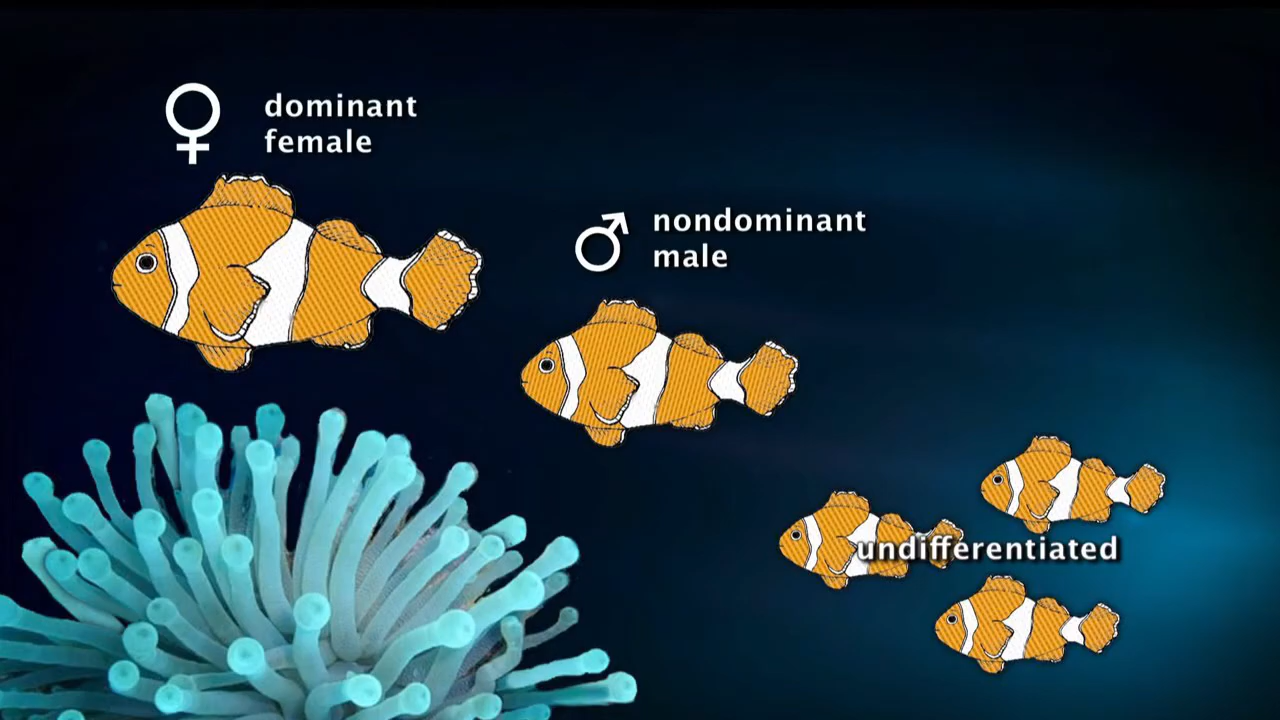 dominant
female
nondominant
male
undifferentiated